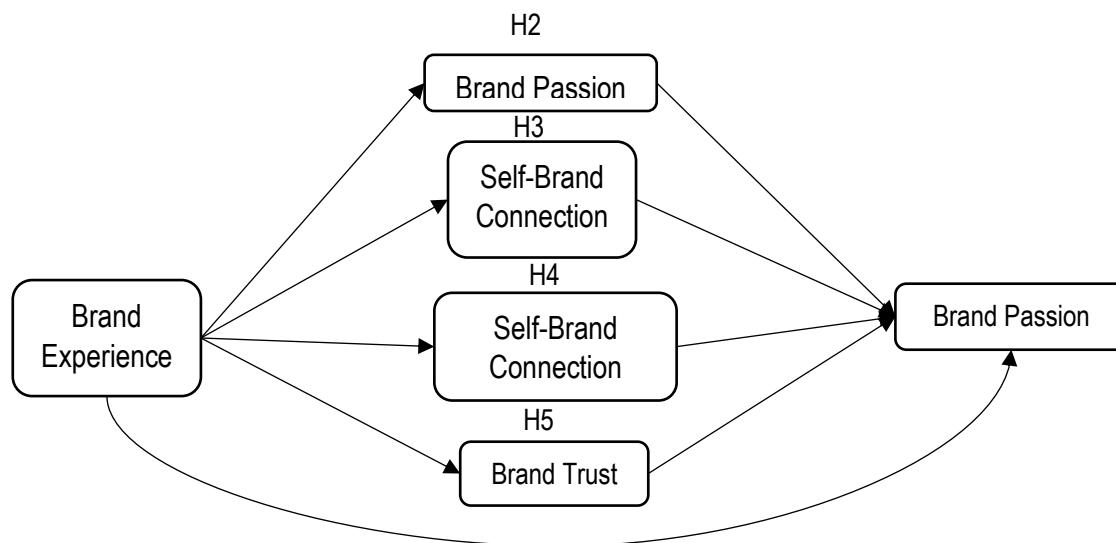 H2
Brand Passion
H3
Self-Brand
Connection
H4
Brand
Experience
Self-Brand
Connection
Brand Passion
H5
Brand Trust